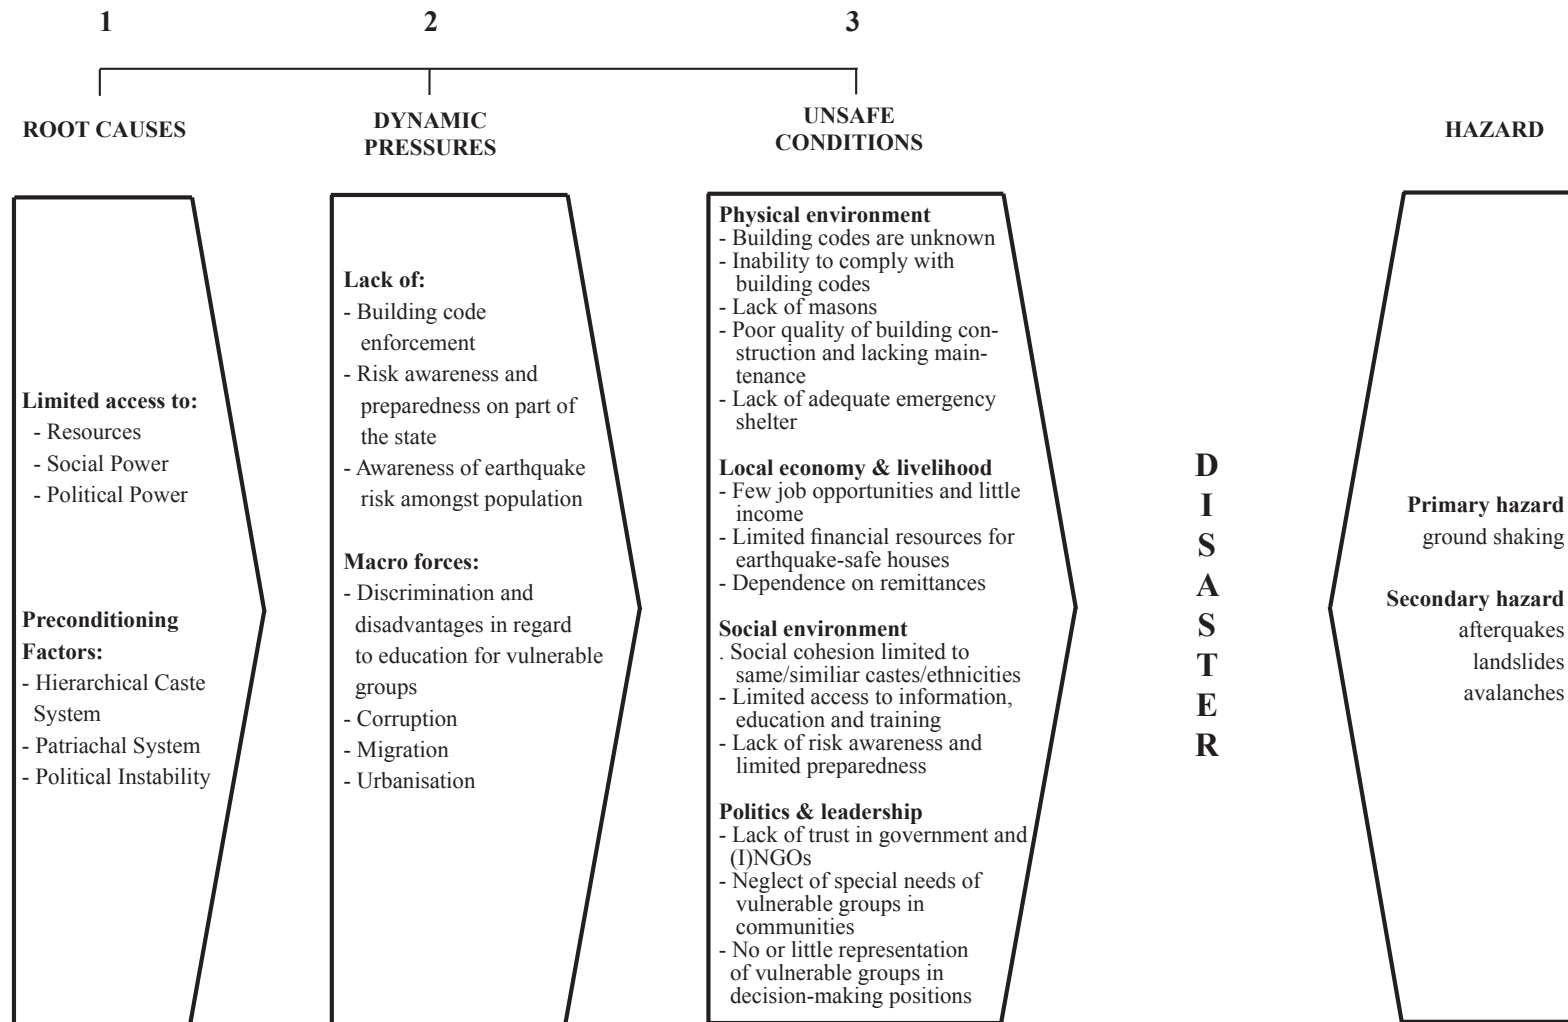 1
2
3
ROOT CAUSES
DYNAMIC
PRESSURES
UNSAFE
CONDITIONS
HAZARD
Limited access to:
- Resources
- Social Power
- Political Power
Preconditioning
Factors:
- Hierarchical Caste
System
- Patriachal System
- Political Instability
Lack of:
- Building code
enforcement
- Risk awareness and
preparedness on part of
the state
- Awareness of earthquake
risk amongst population
Macro forces:
- Discrimination and
disadvantages in regard
to education for vulnerable
groups
- Corruption
- Migration
- Urbanisation
Physical environment
- Building codes are unknown
- Inability to comply with
building codes
- Lack of masons
- Poor quality of building con-
struction and lacking main-
tenance
- Lack of adequate emergency
shelter
Local economy & livelihood
- Few job opportunities and little
income
- Limited financial resources for
earthquake-safe houses
- Dependence on remittances
Social environment
. Social cohesion limited to
same/similiar castes/ethnicities
- Limited access to information,
education and training
- Lack of risk awareness and
limited preparedness
Politics & leadership
- Lack of trust in government and
(I)NGOs
- Neglect of special needs of
vulnerable groups in
communities
- No or little representation
of vulnerable groups in
decision-making positions
D
I
S
A
S
T
E
R
Primary hazard
ground shaking
Secondary hazard
afterquakes
landslides
avalanches